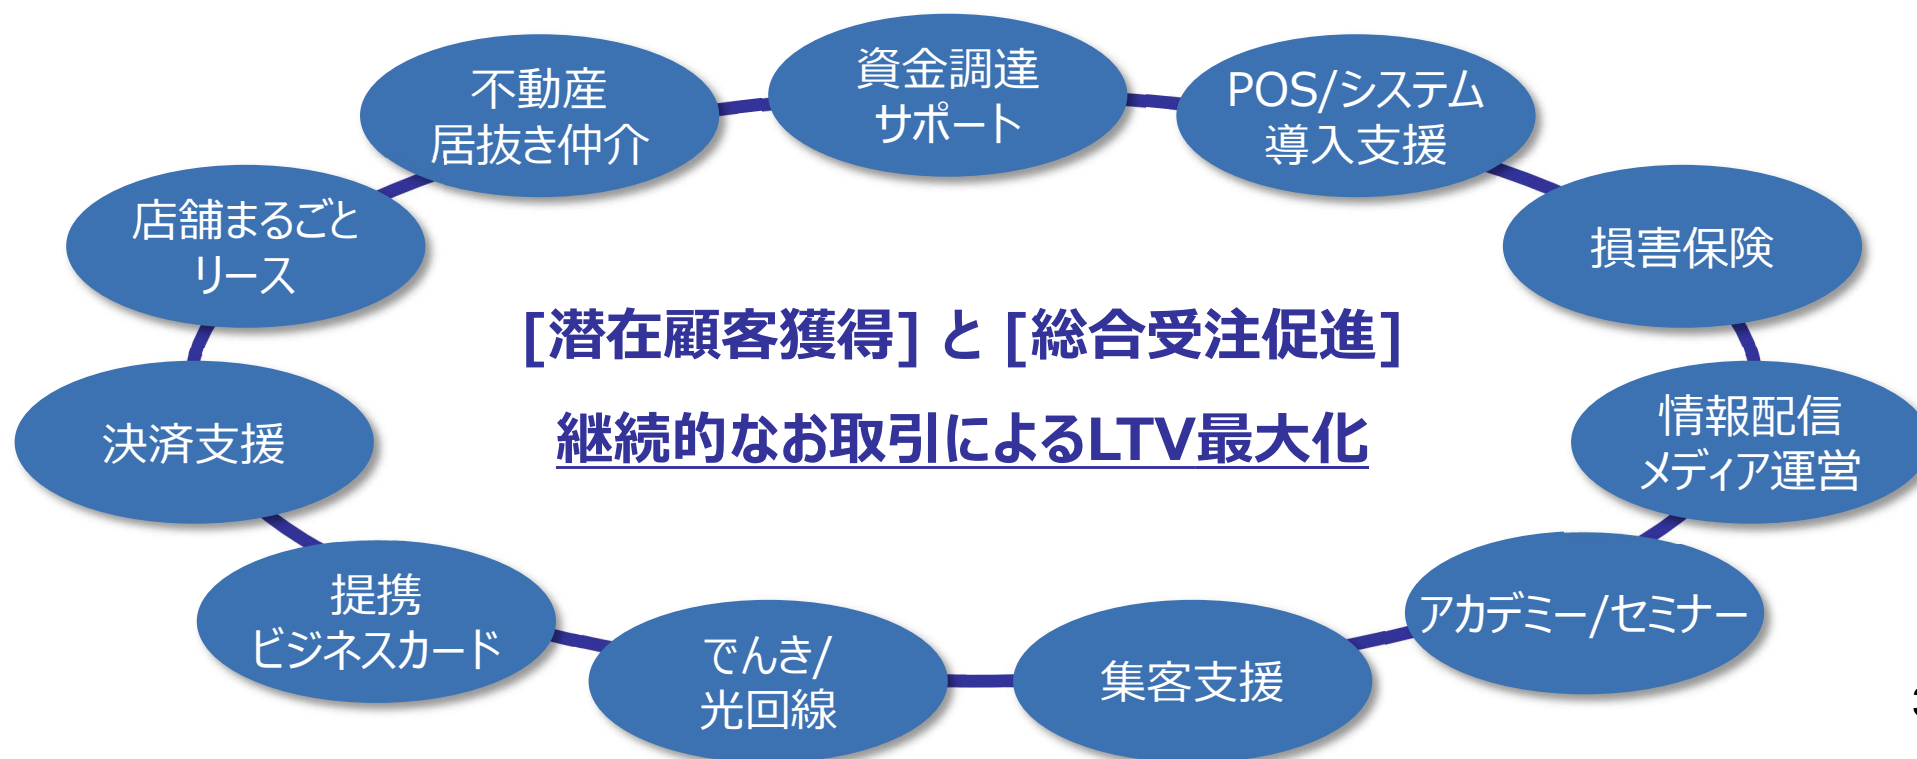 資金調達
サポート
不動産
居抜き仲介
POS/システム
導入支援
店舗まるごと
リース
損害保険
[潜在顧客獲得] と [総合受注促進]
継続的なお取引によるLTV最大化
決済支援
情報配信
メディア運営
提携
ビジネスカード
アカデミー/セミナー
でんき/
光回線
集客支援